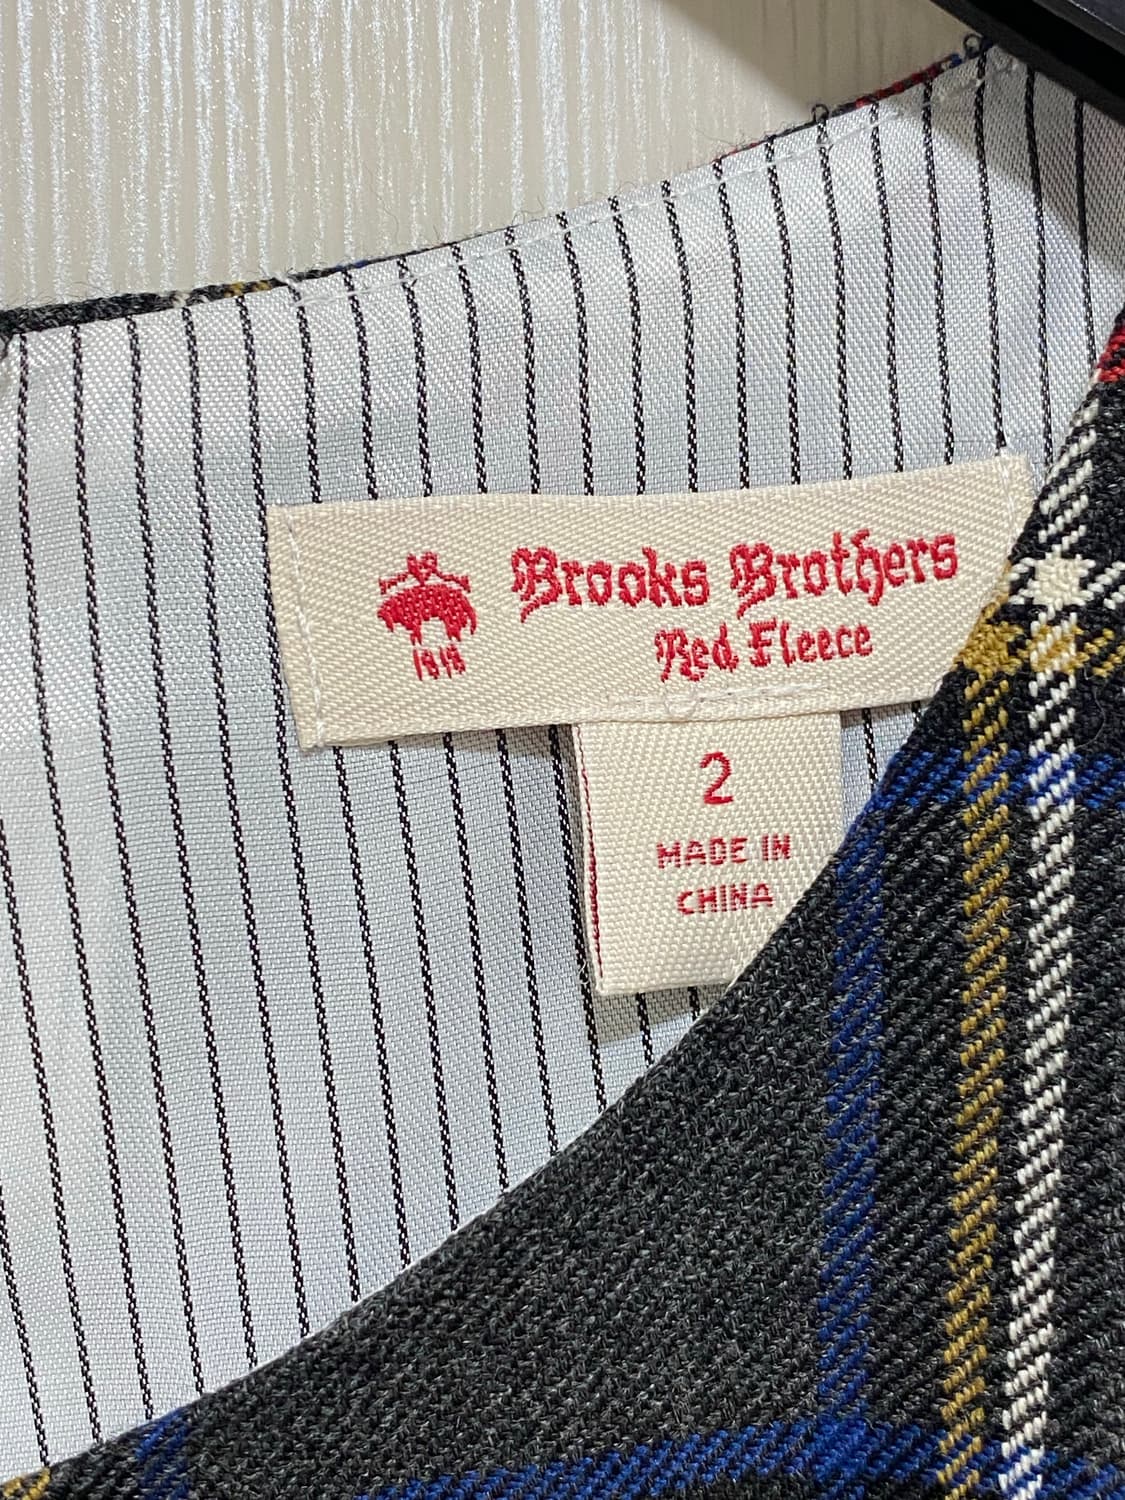 Brooks Brothers
Red Fleece
1818
2
MADE IN
CHINA